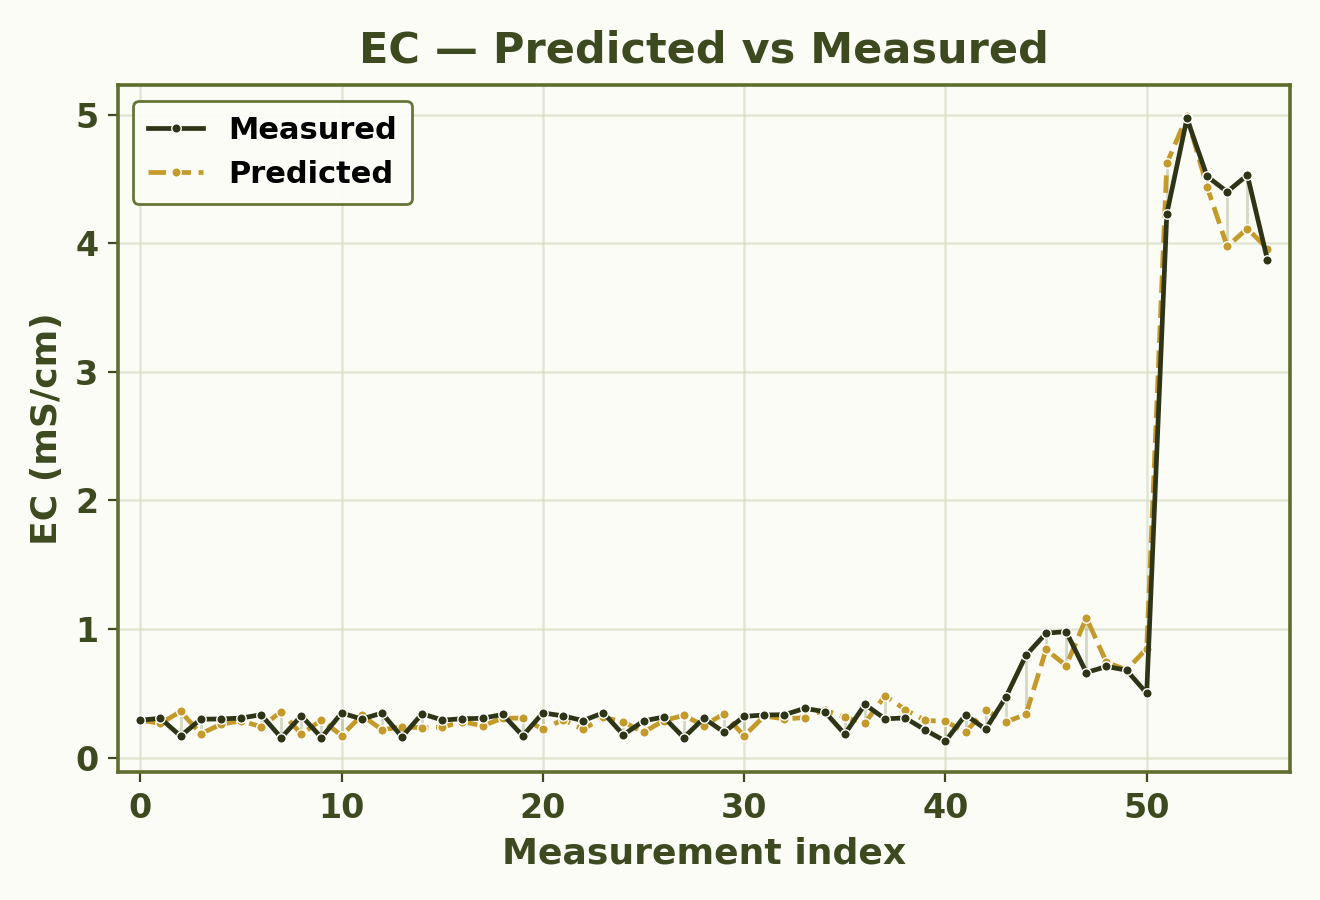 EC — Predicted vs Measured
Measured
Predicted
EC (mS/cm)
5
4
3
2
1
0
0 10 20 30 40 50
Measurement index